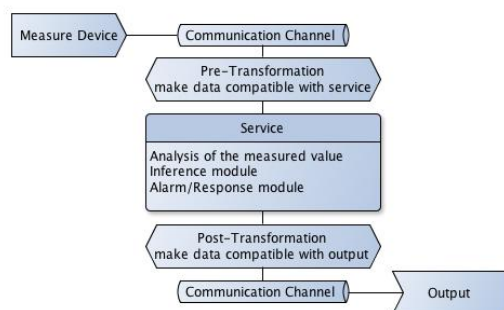 Measure Device
Communication Channel
Pre-Transformation
make data compatible with service
Service
Analysis of the measured value
Inference module
Alarm/Response module
Post-Transformation
make data compatible with output
Communication Channel
Output